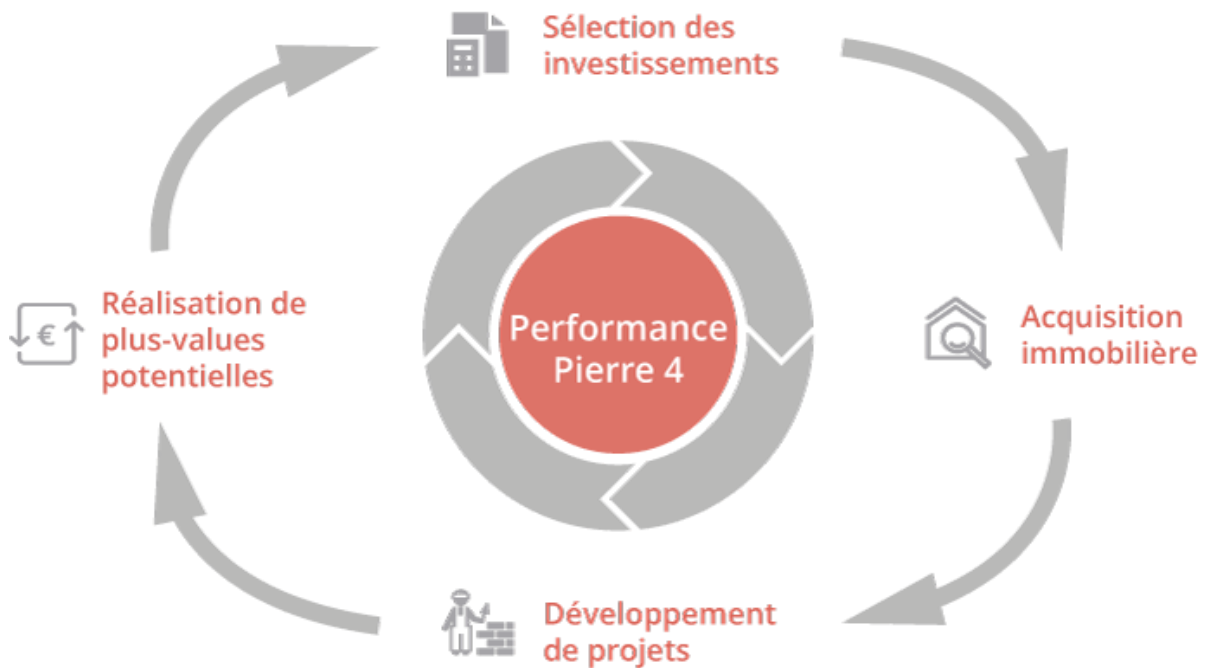 Sélection des
investissements
Acquisition
immobilière
Développement
de projets
Réalisation de
plus-values
potentielles
€
Performance
Pierre 4